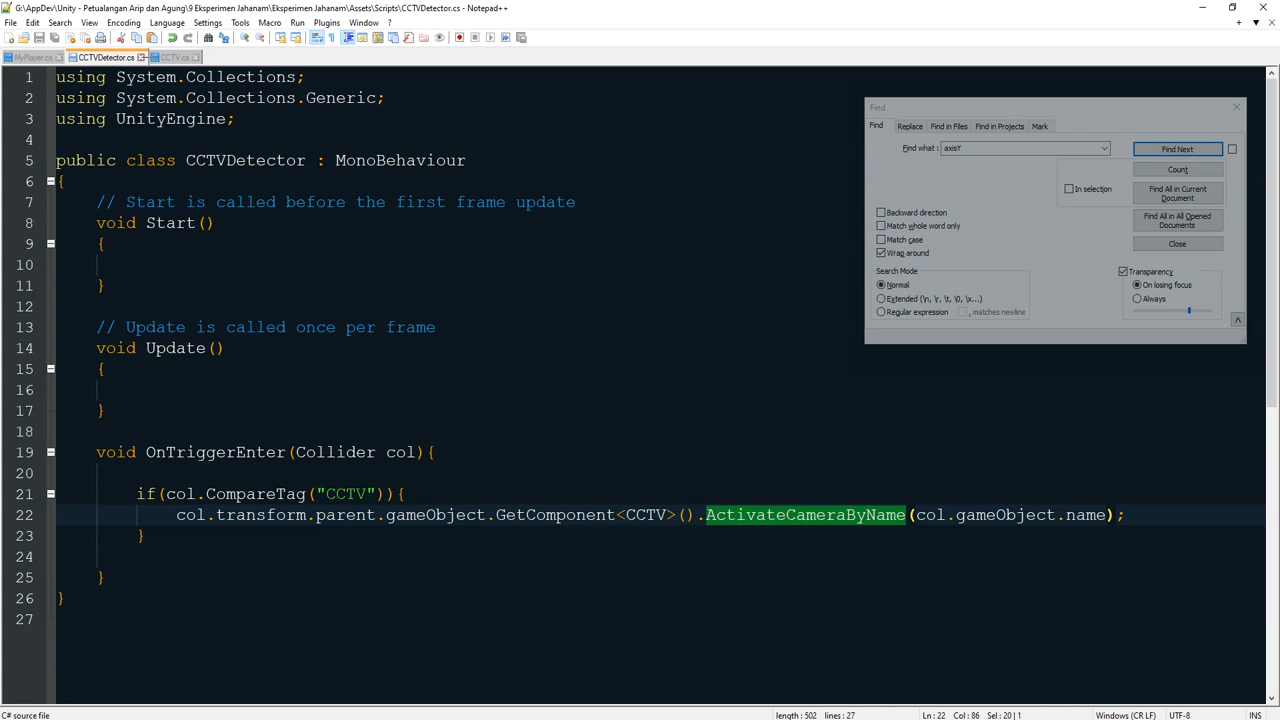 G:\AppDev\Unity - Petualangan Arip dan Agung\9 Eksperimen Jahanam\Eksperimen Jahanam\Assets\Scripts\CCTVDetector.cs - Notepad++
File Edit Search View Encoding Language Settings Tools Macro Run Plugins Window ?
MyPlayer.cs CCTVDetector.cs CCTV.cs
1 using System.Collections;
2 using System.Collections.Generic;
3 using UnityEngine;
4
5 public class CCTVDetector : MonoBehaviour
6 {
7 // Start is called before the first frame update
8 void Start()
9 {
10
11 }
12
13 // Update is called once per frame
14 void Update()
15 {
16
17 }
18
19 void OnTriggerEnter(Collider col){
20
21 if(col.CompareTag("CCTV")){
22 col.transform.parent.gameObject.GetComponent<CCTV>().ActivateCameraByName(col.gameObject.name);
23 }
24
25 }
26 }
27
Find
Find Replace Find in Files Find in Projects Mark
Find what : axisY Find Next
Count
In selection
Find All in Current
Document
Find All in All Opened
Documents
Close
Backward direction
Match whole word only
Match case
Wrap around
Search Mode
Normal
Extended (\n, \r, \t, \0, \x...)
Regular expression . matches newline
Transparency
On losing focus
Always
C# source file length : 502 lines : 27 Ln : 22 Col : 86 Sel : 20 | 1 Windows (CR LF) UTF-8 INS